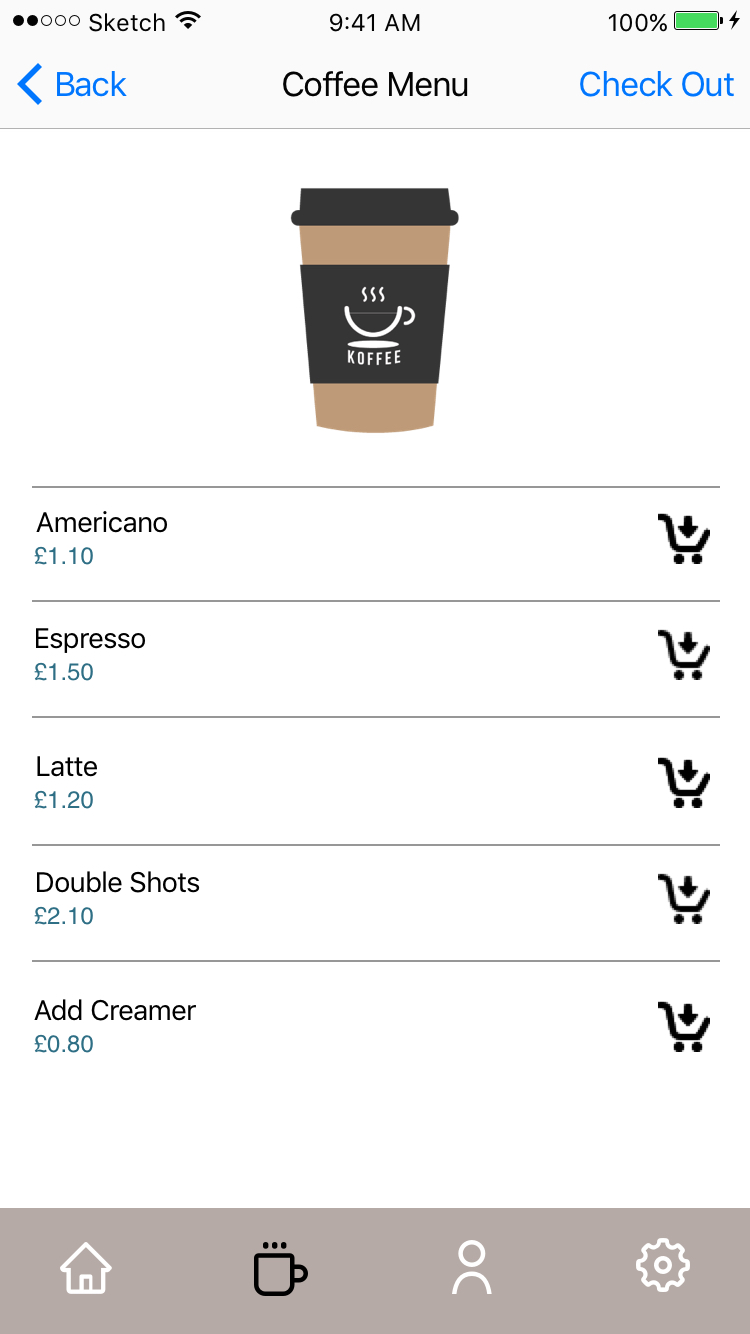 Sketch 9:41 AM 100%
Back Coffee Menu Check Out
KOFFEE
Americano
£1.10
Espresso
£1.50
Latte
£1.20
Double Shots
£2.10
Add Creamer
£0.80